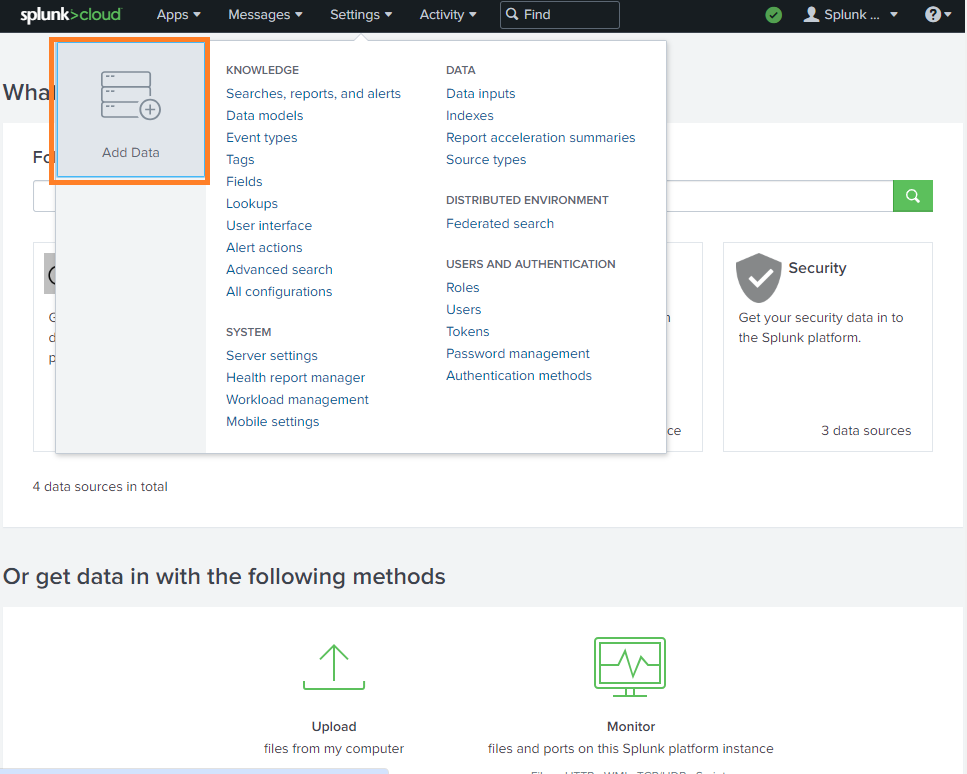 splunk>cloud Apps Messages Settings Activity Find Splunk ... ?
What
Add Data
KNOWLEDGE
Searches, reports, and alerts
Data models
Event types
Tags
Fields
Lookups
User interface
Alert actions
Advanced search
All configurations
SYSTEM
Server settings
Health report manager
Workload management
Mobile settings
DATA
Data inputs
Indexes
Report acceleration summaries
Source types
DISTRIBUTED ENVIRONMENT
Federated search
USERS AND AUTHENTICATION
Roles
Users
Tokens
Password management
Authentication methods
Security
Get your security data in to
the Splunk platform.
3 data sources
4 data sources in total
Or get data in with the following methods
Upload
files from my computer
Monitor
files and ports on this Splunk platform instance